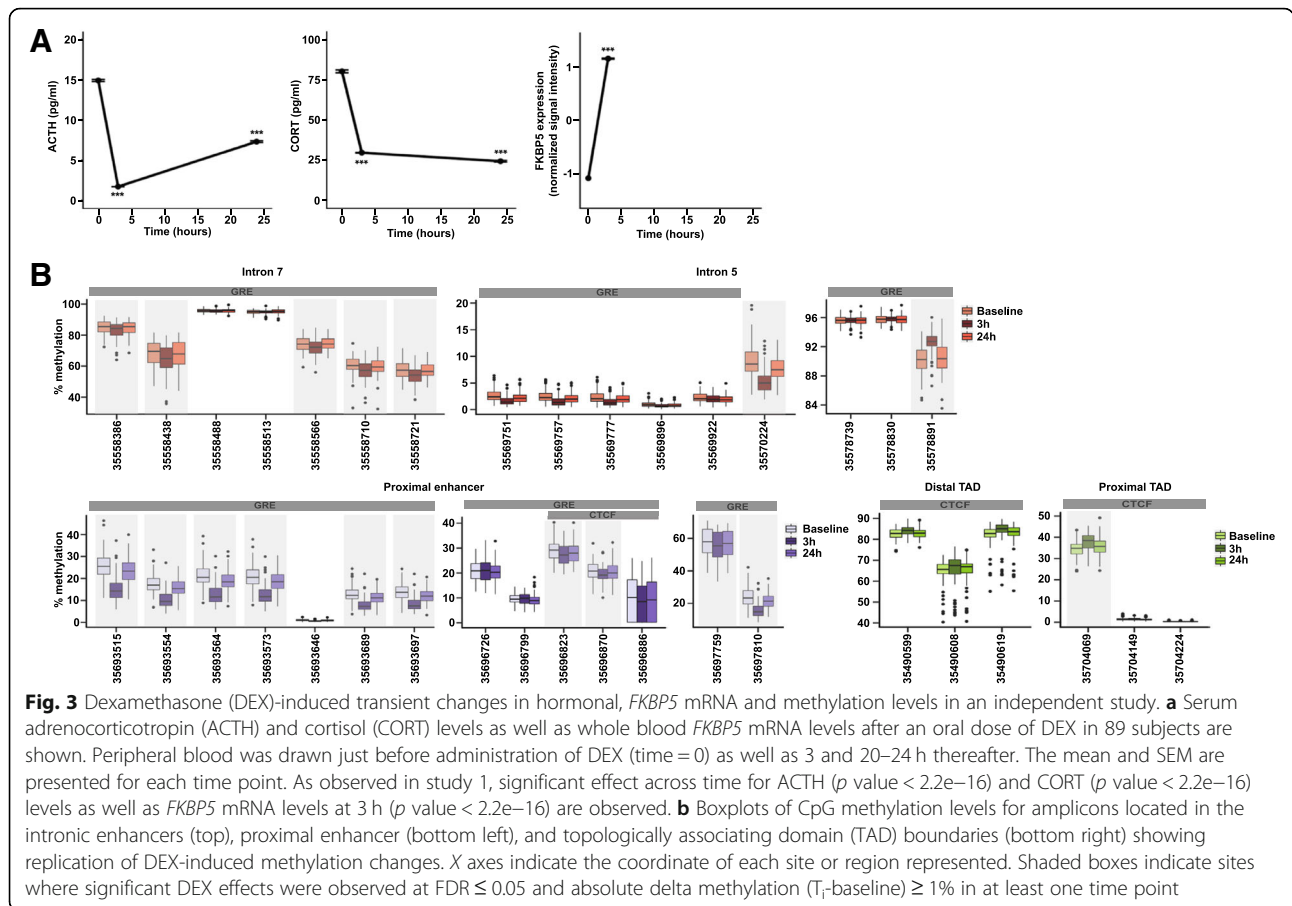 A
20
15
10
5
0
ACTH (pg/ml)
***
***
0 5 10 15 20 25
Time (hours)
100
75
50
25
0
CORT (pg/ml)
***
***
0 5 10 15 20 25
Time (hours)
1
0
-1
FKBP5 expression
(normalized signal intensity)
***
0 5 10 15 20 25
Time (hours)
B
Intron 7
GRE
% methylation
100
80
60
40
35558386
35558438
35558488
35558513
35558566
35558710
35558721
Intron 5
GRE
20
15
10
5
0
35569751
35569757
35569777
35569896
35569922
35570224
GRE
96
92
88
84
35578739
35578830
35578891
Baseline
3h
24h
Proximal enhancer
GRE
% methylation
40
30
20
10
0
35693515
35693554
35693564
35693573
35693646
35693689
35693697
GRE
CTCF
40
30
20
10
0
35696726
35696799
35696823
35696870
35696886
GRE
60
40
20
35697759
35697810
Baseline
3h
24h
Distal TAD
CTCF
90
80
70
60
50
40
35490599
35490608
35490619
Proximal TAD
CTCF
50
40
30
20
10
0
35704069
35704149
35704224
Baseline
3h
24h
Fig. 3 Dexamethasone (DEX)-induced transient changes in hormonal, FKBP5 mRNA and methylation levels in an independent study. a Serum
adrenocorticotropin (ACTH) and cortisol (CORT) levels as well as whole blood FKBP5 mRNA levels after an oral dose of DEX in 89 subjects are
shown. Peripheral blood was drawn just before administration of DEX (time = 0) as well as 3 and 20–24 h thereafter. The mean and SEM are
presented for each time point. As observed in study 1, significant effect across time for ACTH (p value < 2.2e−16) and CORT (p value < 2.2e−16)
levels as well as FKBP5 mRNA levels at 3 h (p value < 2.2e−16) are observed. b Boxplots of CpG methylation levels for amplicons located in the
intronic enhancers (top), proximal enhancer (bottom left), and topologically associating domain (TAD) boundaries (bottom right) showing
replication of DEX-induced methylation changes. X axes indicate the coordinate of each site or region represented. Shaded boxes indicate sites
where significant DEX effects were observed at FDR ≤ 0.05 and absolute delta methylation (Ti-baseline) ≥ 1% in at least one time point